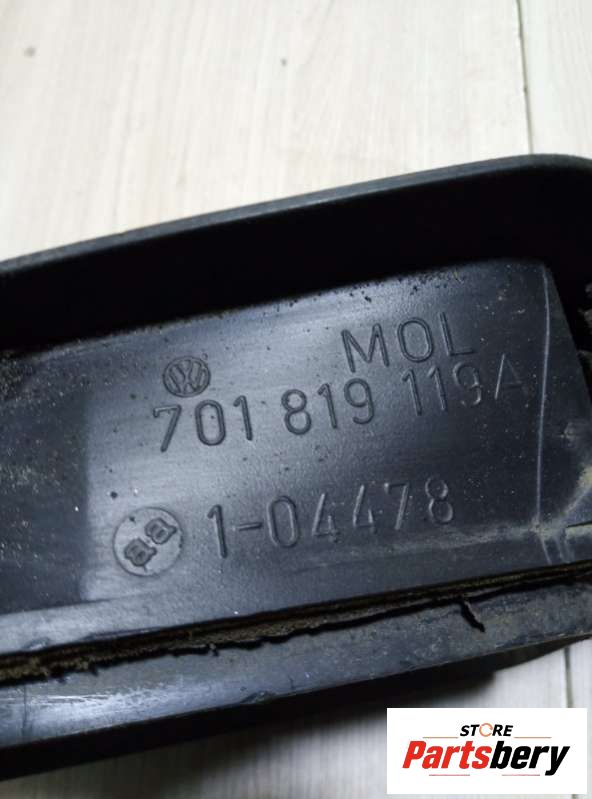 MOL
701 819 119A
1-04478
STORE
Partsbery